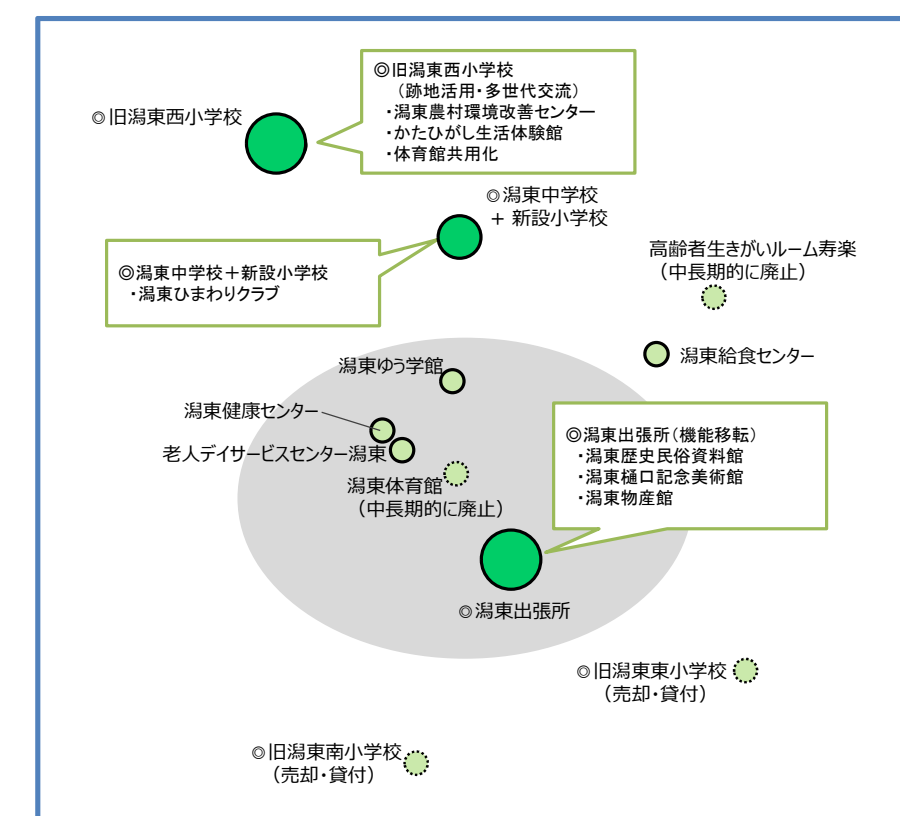 ◎旧潟東西小学校
(跡地活用・多世代交流)
・潟東農村環境改善センター
・かたひがし生活体験館
・体育館共用化
◎旧潟東西小学校
◎潟東中学校
+ 新設小学校
◎潟東中学校+新設小学校
・潟東ひまわりクラブ
高齢者生きがいルーム寿楽
(中長期的に廃止)
潟東給食センター
潟東ゆう学館
潟東健康センター
老人デイサービスセンター潟東
潟東体育館
(中長期的に廃止)
◎潟東出張所(機能移転)
・潟東歴史民俗資料館
・潟東樋口記念美術館
・潟東物産館
◎潟東出張所
◎旧潟東東小学校
(売却・貸付)
◎旧潟東南小学校
(売却・貸付)